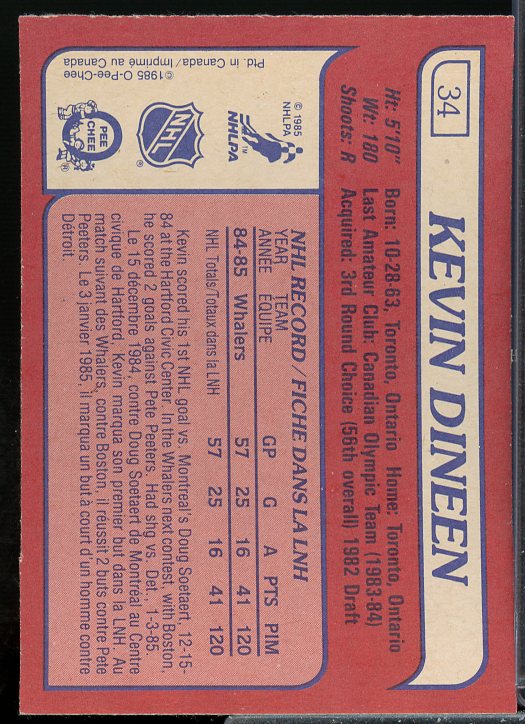 34
KEVIN DINEEN
Ht: 5'10" Born: 10-28-63, Toronto, Ontario Home: Toronto, Ontario
Wt: 180 Last Amateur Club: Canadian Olympic Team (1983-84)
Shoots: R Acquired: 3rd Round Choice (56th overall) 1982 Draft
© 1985
NHLPA
NHLPA
TM
NHL
®
O
PEE
CHEE
©1985 O-Pee-Chee
Ptd. in Canada/Imprimé au Canada
NHL RECORD / FICHE DANS LA LNH
YEAR TEAM
ANNÉE ÉQUIPE GP G A PTS PIM
84-85 Whalers 57 25 16 41 120
NHL Totals/Totaux dans la LNH 57 25 16 41 120
Kevin scored his 1st NHL goal vs. Montreal's Doug Soetaert, 12-15-
84 at the Hartford Civic Center. In the Whalers next contest, with Boston,
he scored 2 goals against Pete Peeters. Had shg vs. Det., 1-3-85.
Le 15 décembre 1984, contre Doug Soetaert de Montréal au Centre
civique de Hartford, Kevin marqua son premier but dans la LNH. Au
match suivant des Whalers, contre Boston, il réussit 2 buts contre Pete
Peeters. Le 3 janvier 1985, il marqua un but à court d'un homme contre
Détroit.